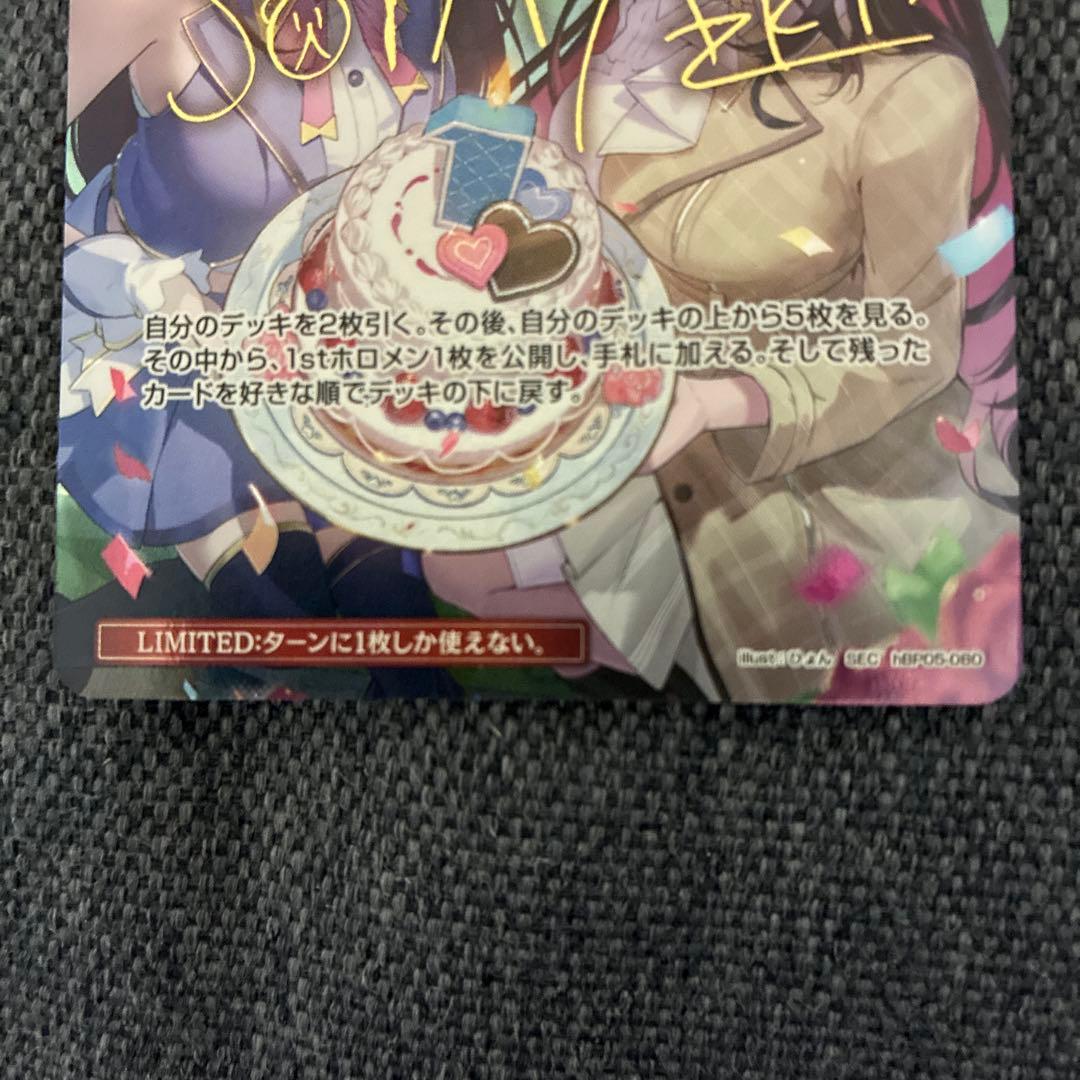 自分のデッキを2枚引く。その後、自分のデッキの上から5枚を見る。
その中から、1stホロメン1枚を公開し、手札に加える。そして残った
カードを好きな順でデッキの下に戻す。
LIMITED:ターンに1枚しか使えない。
illust:ひょん SEC hBP05-080